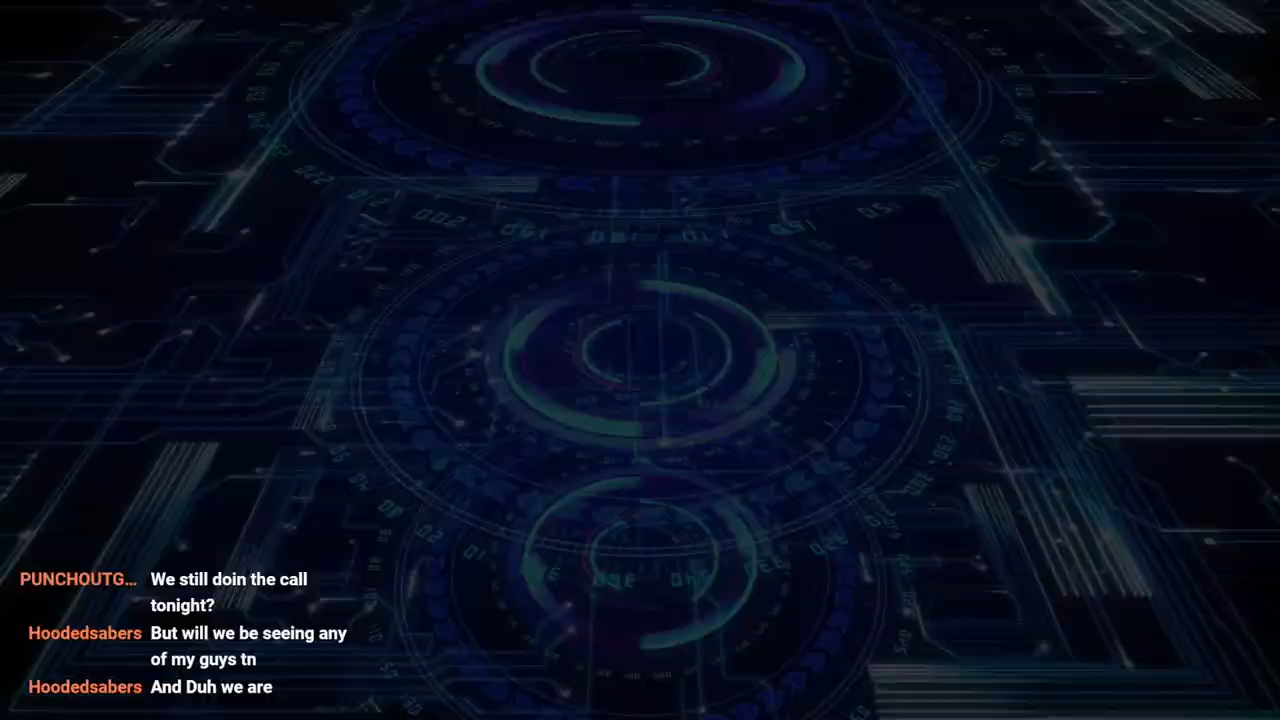 PUNCHOUTG... We still doin the call
tonight?
Hoodedsabers But will we be seeing any
of my guys tn
Hoodedsabers And Duh we are